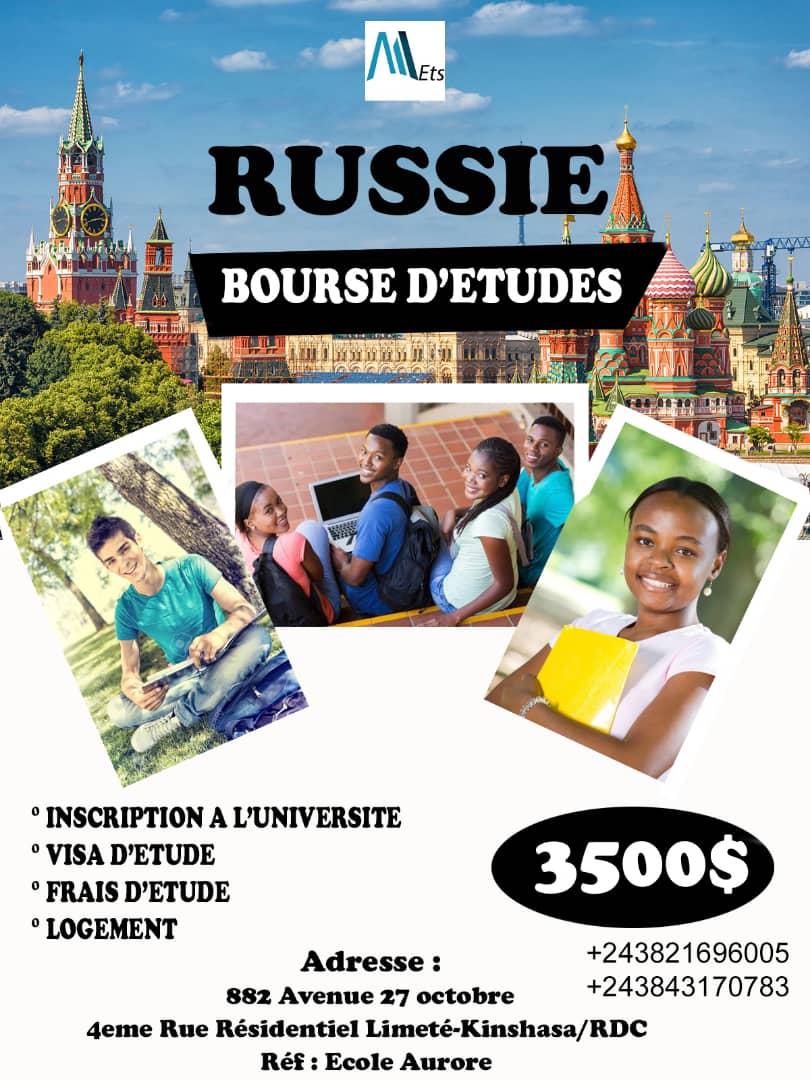 Ets
RUSSIE
BOURSE D'ETUDES
° INSCRIPTION A L'UNIVERSITE
° VISA D'ETUDE
° FRAIS D'ETUDE
° LOGEMENT
3500$
+243821696005
+243843170783
Adresse :
882 Avenue 27 octobre
4eme Rue Résidentiel Limeté-Kinshasa/RDC
Réf : Ecole Aurore